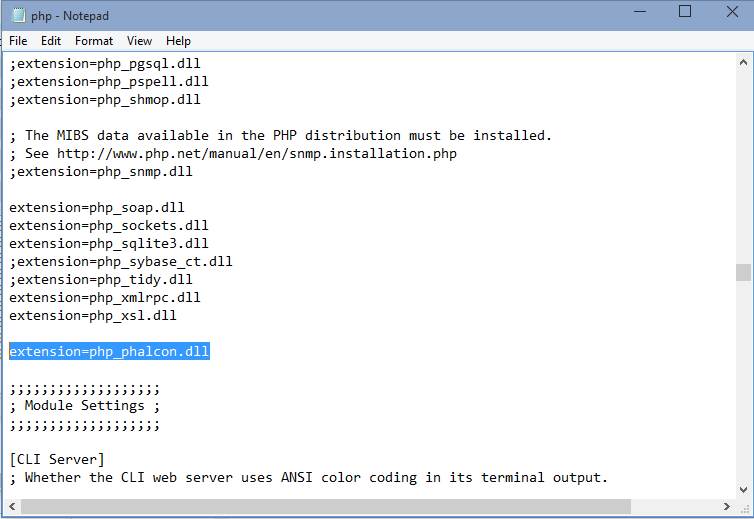 php - Notepad
File Edit Format View Help
;extension=php_pgsql.dll
;extension=php_pspell.dll
;extension=php_shmop.dll
; The MIBS data available in the PHP distribution must be installed.
; See http://www.php.net/manual/en/snmp.installation.php
;extension=php_snmp.dll
extension=php_soap.dll
extension=php_sockets.dll
extension=php_sqlite3.dll
;extension=php_sybase_ct.dll
;extension=php_tidy.dll
extension=php_xmlrpc.dll
extension=php_xsl.dll
extension=php_phalcon.dll
;;;;;;;;;;;;;;;;;;;
; Module Settings ;
;;;;;;;;;;;;;;;;;;;
[CLI Server]
; Whether the CLI web server uses ANSI color coding in its terminal output.